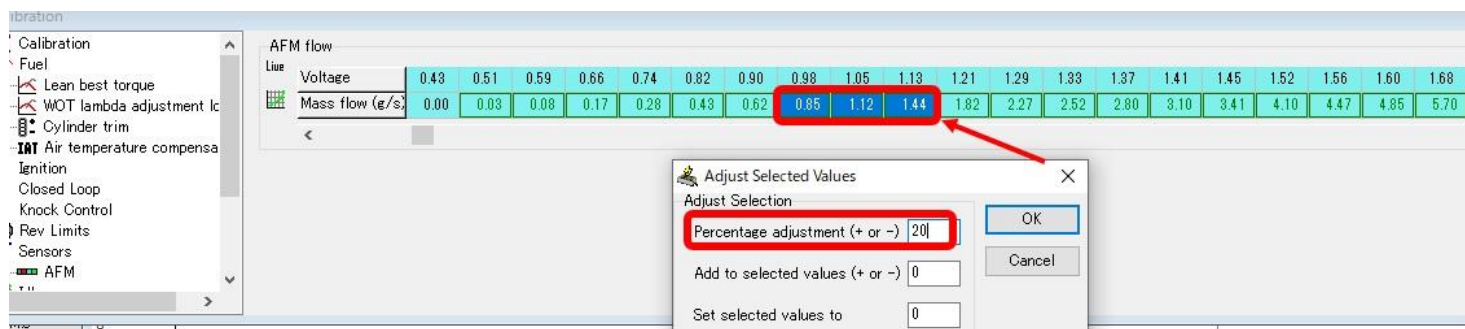 ibration
Calibration
Fuel
Lean best torque
WOT lambda adjustment lc
Cylinder trim
IAT Air temperature compensa
Ignition
Closed Loop
Knock Control
Rev Limits
Sensors
AFM
AFM flow
Live
Voltage 0.43 0.51 0.59 0.66 0.74 0.82 0.90 0.98 1.05 1.13 1.21 1.29 1.33 1.37 1.41 1.45 1.52 1.56 1.60 1.68
Mass flow (g/s) 0.00 0.03 0.08 0.17 0.28 0.43 0.62 0.85 1.12 1.44 1.82 2.27 2.52 2.80 3.10 3.41 4.10 4.47 4.85 5.70
Adjust Selected Values
Adjust Selection
Percentage adjustment (+ or -) 20
Add to selected values (+ or -) 0
Set selected values to 0
OK
Cancel